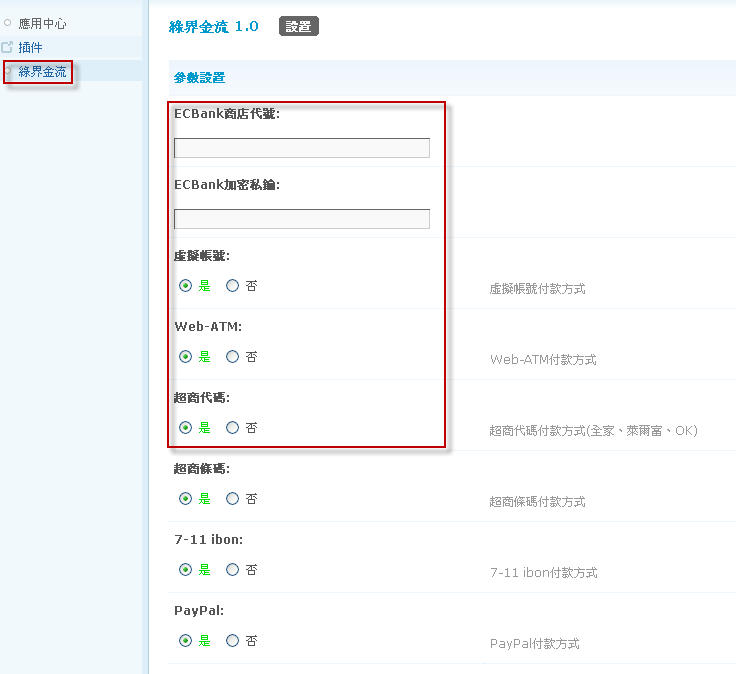 應用中心
插件
綠界金流
綠界金流 1.0 設置
參數設置
ECBank商店代號:
ECBank加密私鑰:
虛擬帳號:
是 否 虛擬帳號付款方式
Web-ATM:
是 否 Web-ATM付款方式
超商代碼:
是 否 超商代碼付款方式(全家、萊爾富、OK)
超商條碼:
是 否 超商條碼付款方式
7-11 ibon:
是 否 7-11 ibon付款方式
PayPal:
是 否 PayPal付款方式